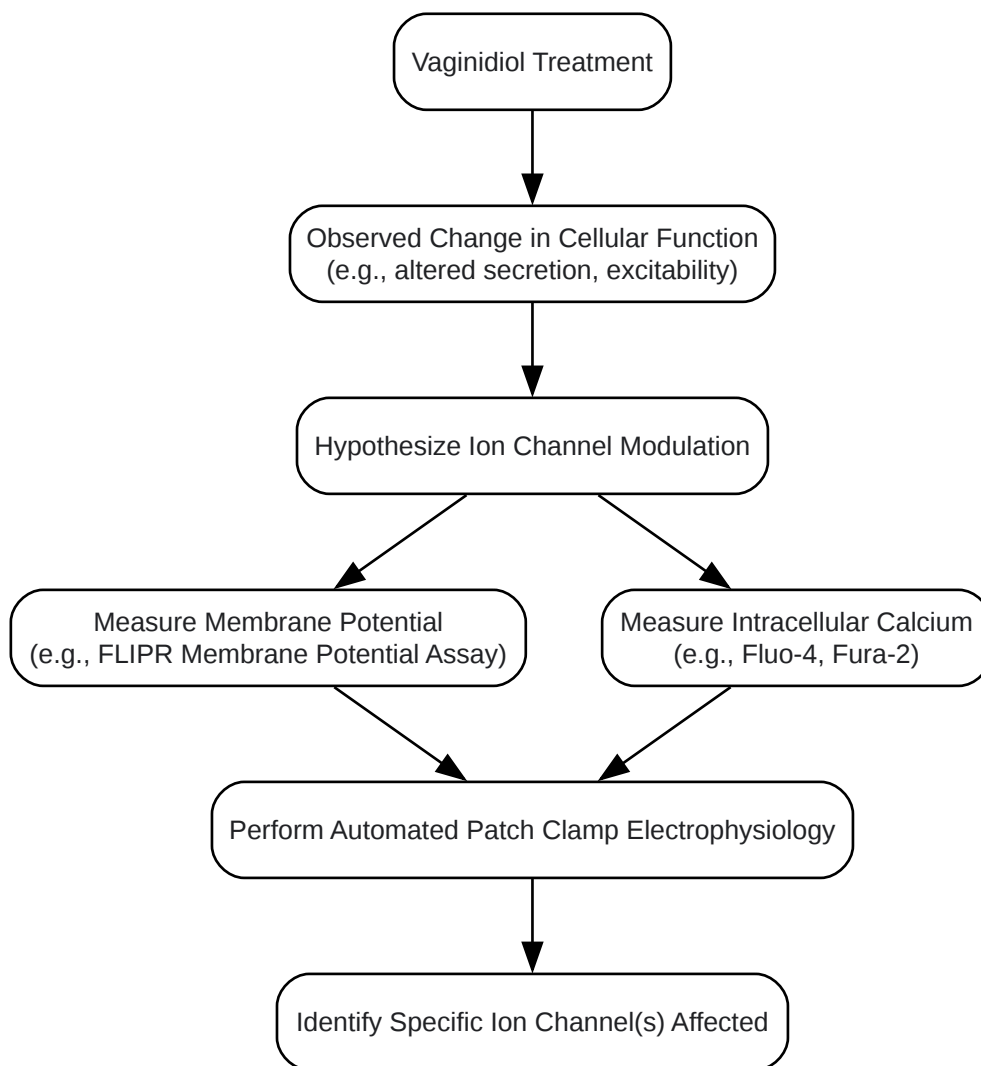 Vaginidiol Treatment
Observed Change in Cellular Function
(e.g., altered secretion, excitability)
Hypothesize Ion Channel Modulation
Measure Membrane Potential
(e.g., FLIPR Membrane Potential Assay)
Measure Intracellular Calcium
(e.g., Fluo-4, Fura-2)
Perform Automated Patch Clamp Electrophysiology
Identify Specific Ion Channel(s) Affected